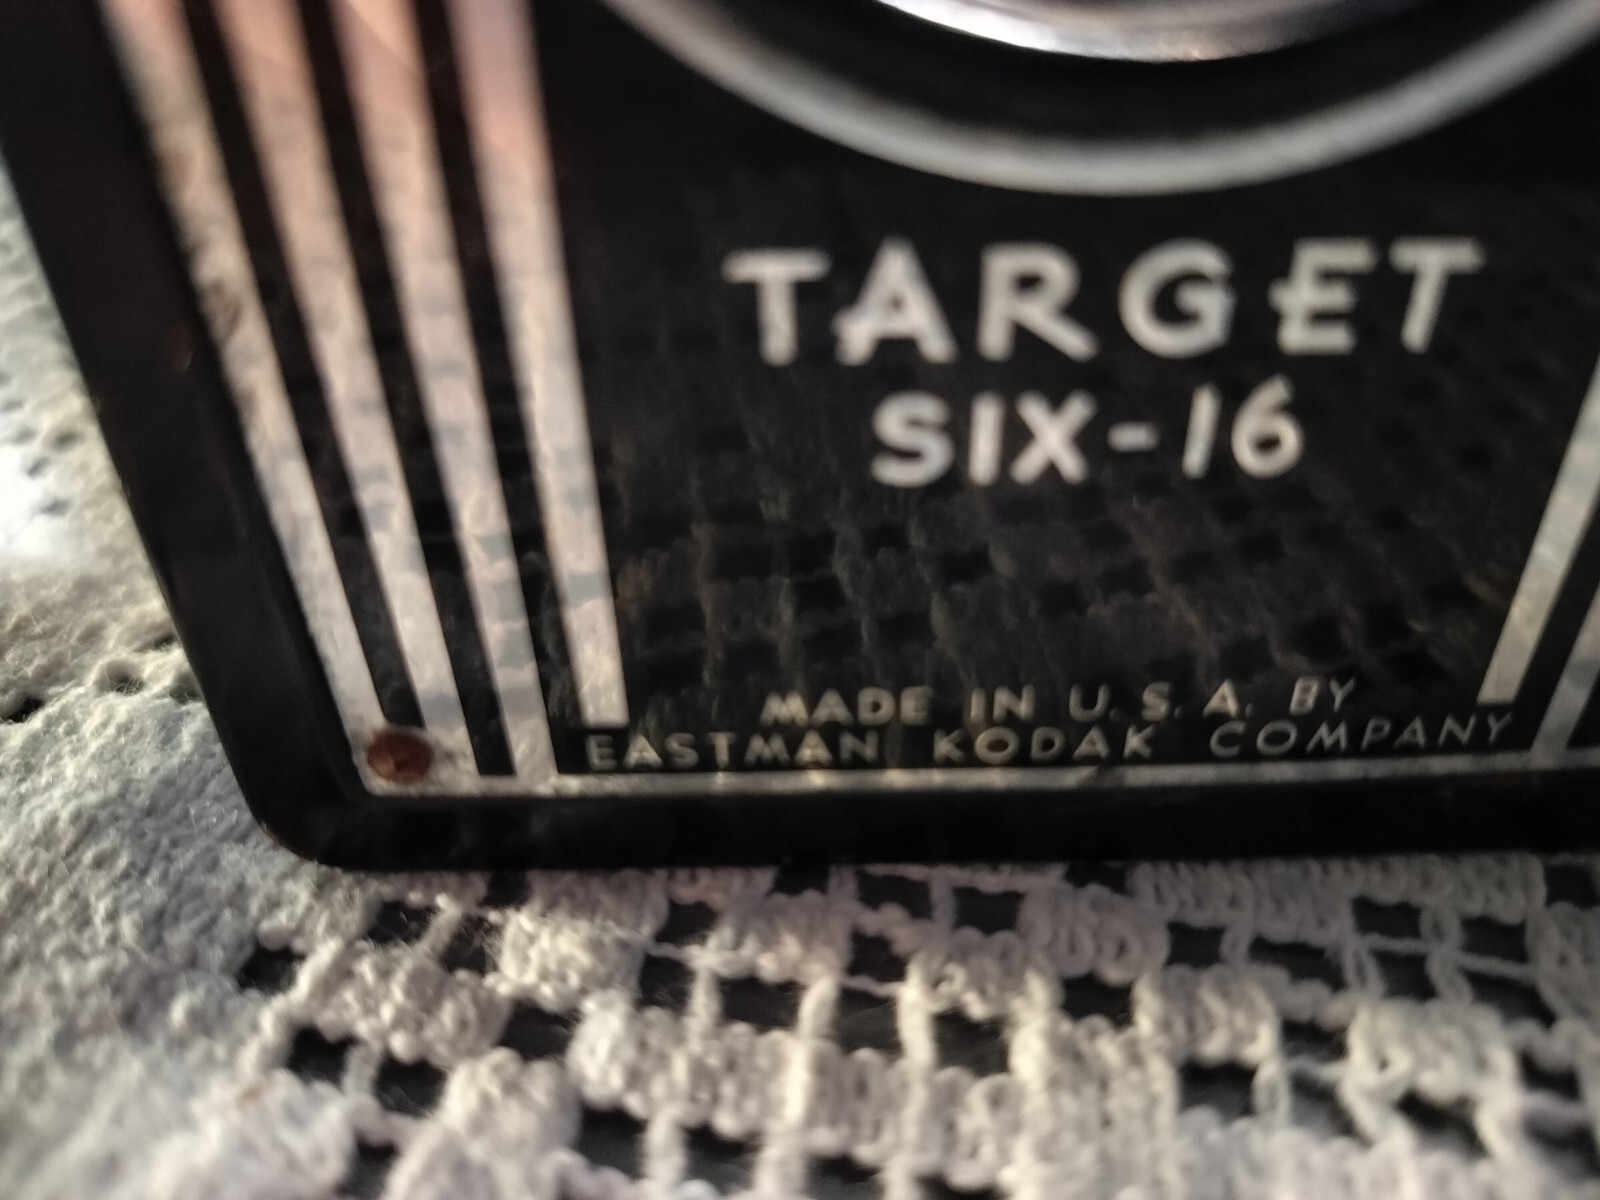 TARGET
SIX-16
MADE IN U.S.A. BY
EASTMAN KODAK COMPANY